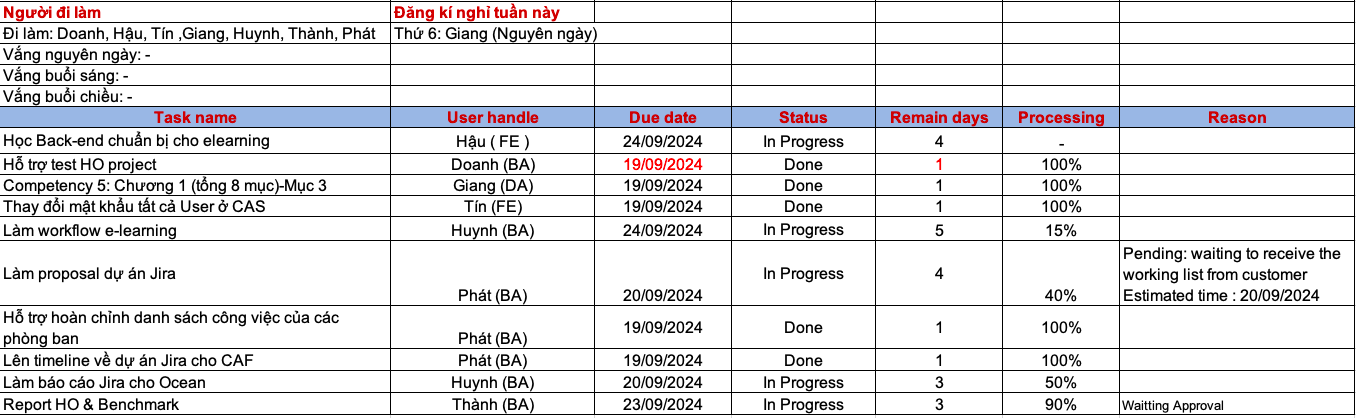 Người đi làm Đăng kí nghỉ tuần này
Đi làm: Doanh, Hậu, Tín ,Giang, Huynh, Thành, Phát Thứ 6: Giang (Nguyên ngày)
Vắng nguyên ngày: -
Vắng buổi sáng: -
Vắng buổi chiều: -
Task name User handle Due date Status Remain days Processing Reason
Học Back-end chuẩn bị cho elearning Hậu ( FE ) 24/09/2024 In Progress 4 -
Hỗ trợ test HO project Doanh (BA) 19/09/2024 Done 1 100%
Competency 5: Chương 1 (tổng 8 mục)-Mục 3 Giang (DA) 19/09/2024 Done 1 100%
Thay đổi mật khẩu tất cả User ở CAS Tín (FE) 19/09/2024 Done 1 100%
Làm workflow e-learning Huynh (BA) 24/09/2024 In Progress 5 15%
Làm proposal dự án Jira Phát (BA) 20/09/2024 In Progress 4 40% Pending: waiting to receive the
working list from customer
Estimated time : 20/09/2024
Hỗ trợ hoàn chỉnh danh sách công việc của các
phòng ban Phát (BA) 19/09/2024 Done 1 100%
Lên timeline về dự án Jira cho CAF Phát (BA) 19/09/2024 Done 1 100%
Làm báo cáo Jira cho Ocean Huynh (BA) 20/09/2024 In Progress 3 50%
Report HO & Benchmark Thành (BA) 23/09/2024 In Progress 3 90% Waitting Approval